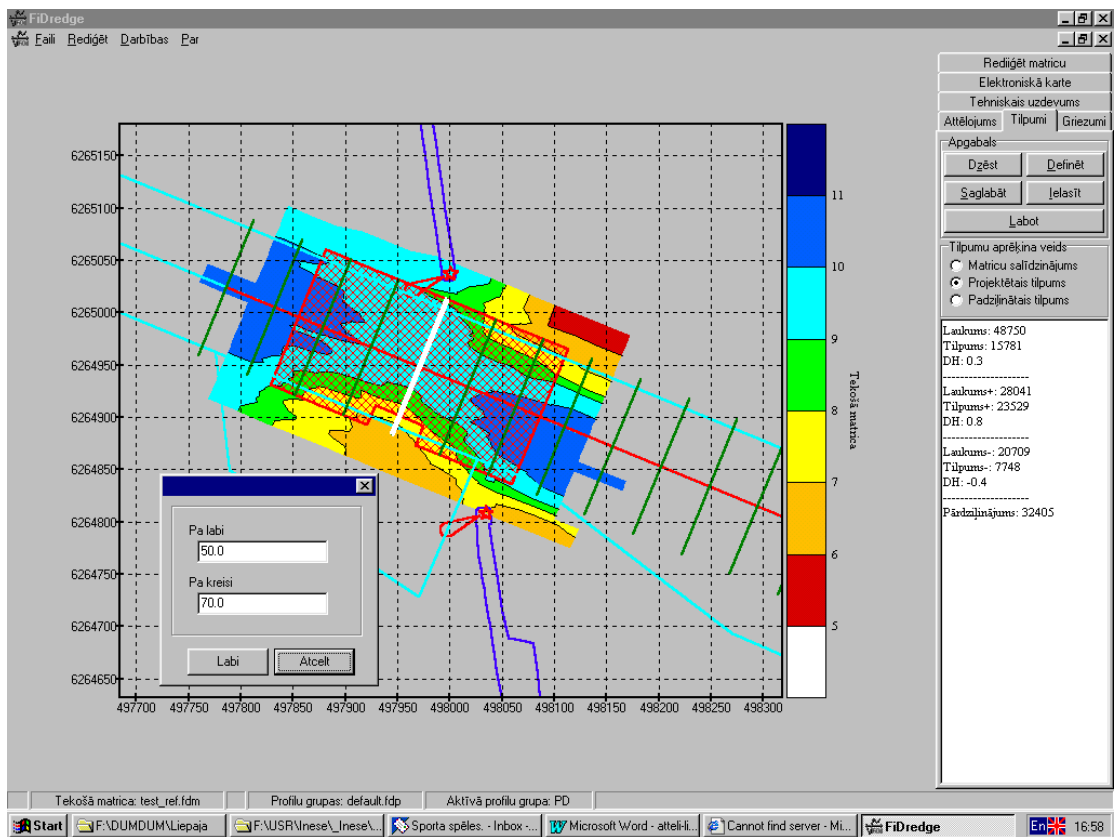 FiDredge
Faili Rediģēt Darbības Par
Rediiģēt matricu
Elektroniskā karte
Tehniskais uzdevums
Attēlojums Tilpumi Griezumi
Apgabals
Dzēst Definēt
Saglabāt Ielasīt
Labot
Tilpumu aprēķina veids
Matricu salīdzinājums
Projektētais tilpums
Padziļinātais tilpums
Laukums: 48750
Tilpums: 15781
DH: 0.3
--------------------
Laukums+: 28041
Tilpums+: 23529
DH: 0.8
--------------------
Laukums-: 20709
Tilpums-: 7748
DH: -0.4
--------------------
Pārdziļinājums: 32405
6265150
6265100
6265050
6265000
6264950
6264900
6264850
6264800
6264750
6264700
6264650
497700 497750 497800 497850 497900 497950 498000 498050 498100 498150 498200 498250 498300
11
10
9
8
7
6
5
Tekošā matrica
Pa labi
50.0
Pa kreisi
70.0
Labi Atcelt
Tekošā matrica: test_ref.fdm Profilu grupas: default.fdp Aktīvā profilu grupa: PD
Start F:\DUMDUM\Liepaja F:\USR\Inese\_Inese\... Sporta spēles. - Inbox -... Microsoft Word - atteli-li... Cannot find server - Mi... FiDredge En 16:58